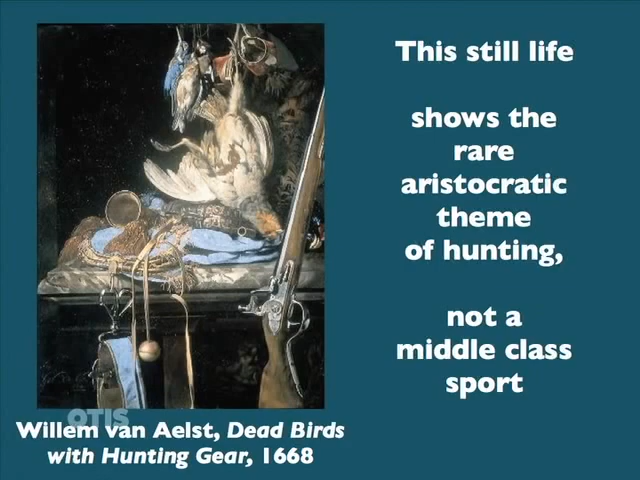 This still life
shows the
rare
aristocratic
theme
of hunting,
not a
middle class
sport
OTIS
Willem van Aelst, Dead Birds
with Hunting Gear, 1668